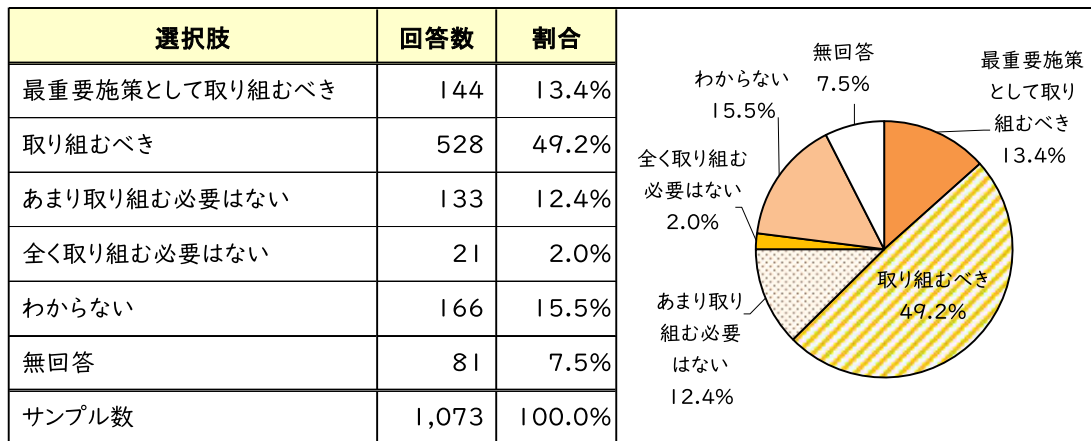 選択肢 回答数 割合
最重要施策として取り組むべき 144 13.4%
取り組むべき 528 49.2%
あまり取り組む必要はない 133 12.4%
全く取り組む必要はない 21 2.0%
わからない 166 15.5%
無回答 81 7.5%
サンプル数 1,073 100.0%
無回答
7.5%
最重要施策
として取り
組むべき
13.4%
わからない
15.5%
全く取り組む
必要はない
2.0%
取り組むべき
49.2%
あまり取り
組む必要
はない
12.4%